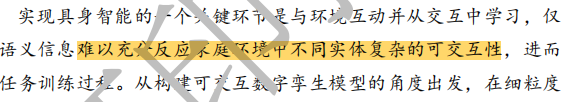 实现具身智能的一个关键环节是与环境互动并从交互中学习，仅
语义信息难以充分反应家庭环境中不同实体复杂的可交互性，进而
任务训练过程。从构建可交互数字孪生模型的角度出发，在细粒度